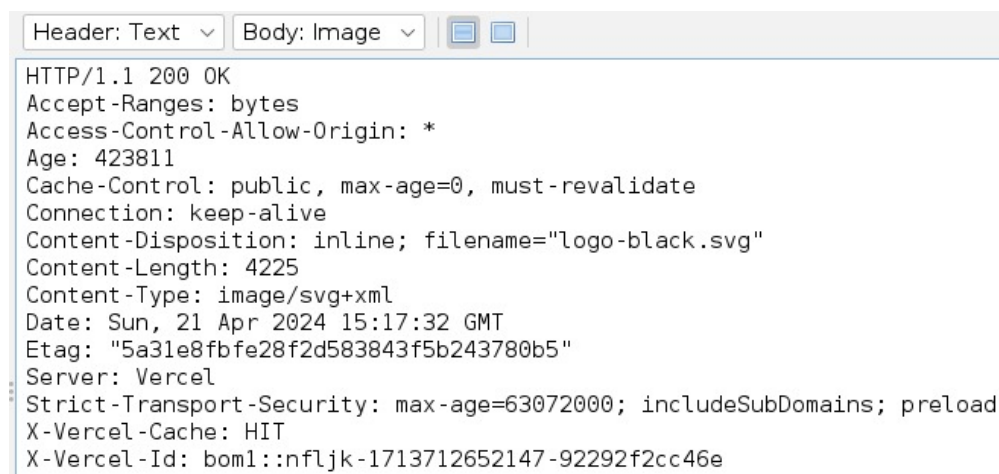 Header: Text Body: Image
HTTP/1.1 200 OK
Accept-Ranges: bytes
Access-Control-Allow-Origin: *
Age: 423811
Cache-Control: public, max-age=0, must-revalidate
Connection: keep-alive
Content-Disposition: inline; filename="logo-black.svg"
Content-Length: 4225
Content-Type: image/svg+xml
Date: Sun, 21 Apr 2024 15:17:32 GMT
Etag: "5a31e8fbfe28f2d583843f5b243780b5"
Server: Vercel
Strict-Transport-Security: max-age=63072000; includeSubDomains; preload
X-Vercel-Cache: HIT
X-Vercel-Id: bom1::nfljk-1713712652147-92292f2cc46e